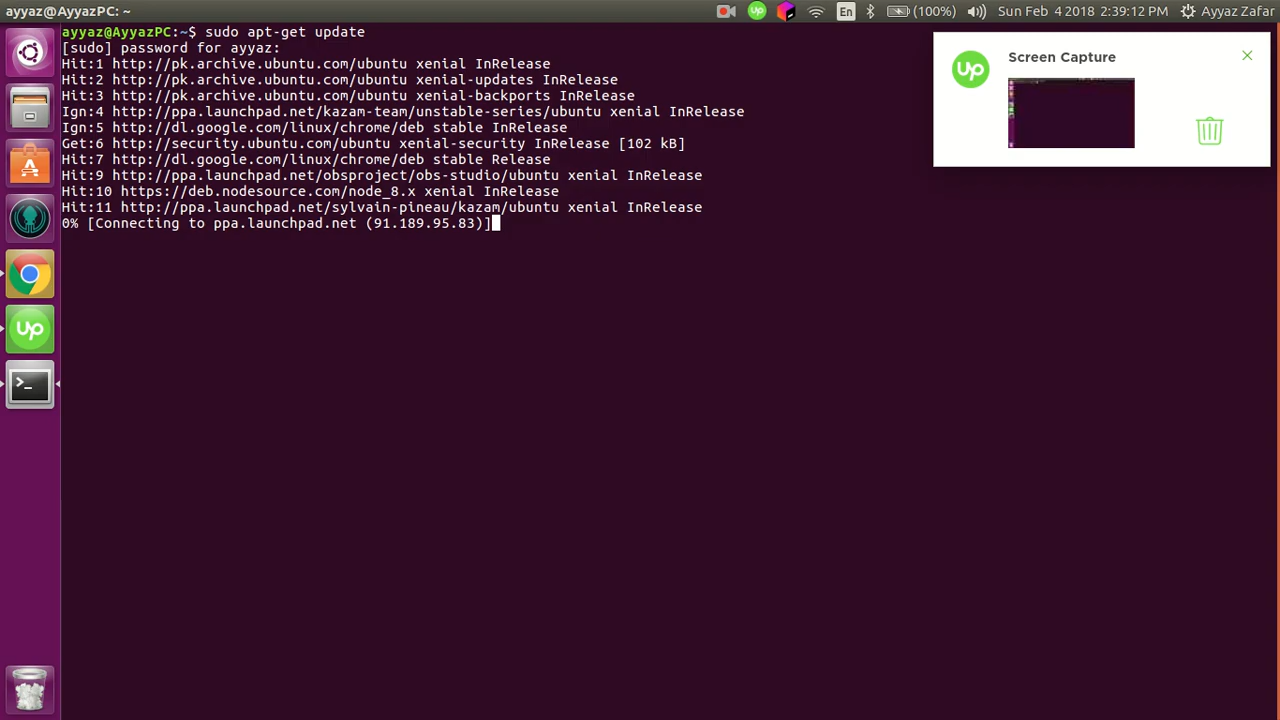 ayyaz@AyyazPC: ~
En
(100%)
Sun Feb 4 2018 2:39:12 PM
Ayyaz Zafar
ayyaz@AyyazPC:~$ sudo apt-get update
[sudo] password for ayyaz:
Hit:1 http://pk.archive.ubuntu.com/ubuntu xenial InRelease
Hit:2 http://pk.archive.ubuntu.com/ubuntu xenial-updates InRelease
Hit:3 http://pk.archive.ubuntu.com/ubuntu xenial-backports InRelease
Ign:4 http://ppa.launchpad.net/kazam-team/unstable-series/ubuntu xenial InRelease
Ign:5 http://dl.google.com/linux/chrome/deb stable InRelease
Get:6 http://security.ubuntu.com/ubuntu xenial-security InRelease [102 kB]
Hit:7 http://dl.google.com/linux/chrome/deb stable Release
Hit:9 http://ppa.launchpad.net/obsproject/obs-studio/ubuntu xenial InRelease
Hit:10 https://deb.nodesource.com/node_8.x xenial InRelease
Hit:11 http://ppa.launchpad.net/sylvain-pineau/kazam/ubuntu xenial InRelease
0% [Connecting to ppa.launchpad.net (91.189.95.83)]
Up
Screen Capture
Up
Up
>_